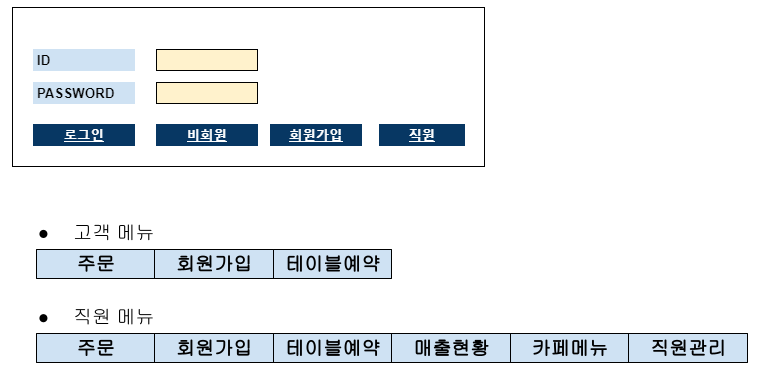 ID
PASSWORD
로그인 비회원 회원가입 직원
● 고객 메뉴
주문 회원가입 테이블예약
● 직원 메뉴
주문 회원가입 테이블예약 매출현황 카페메뉴 직원관리